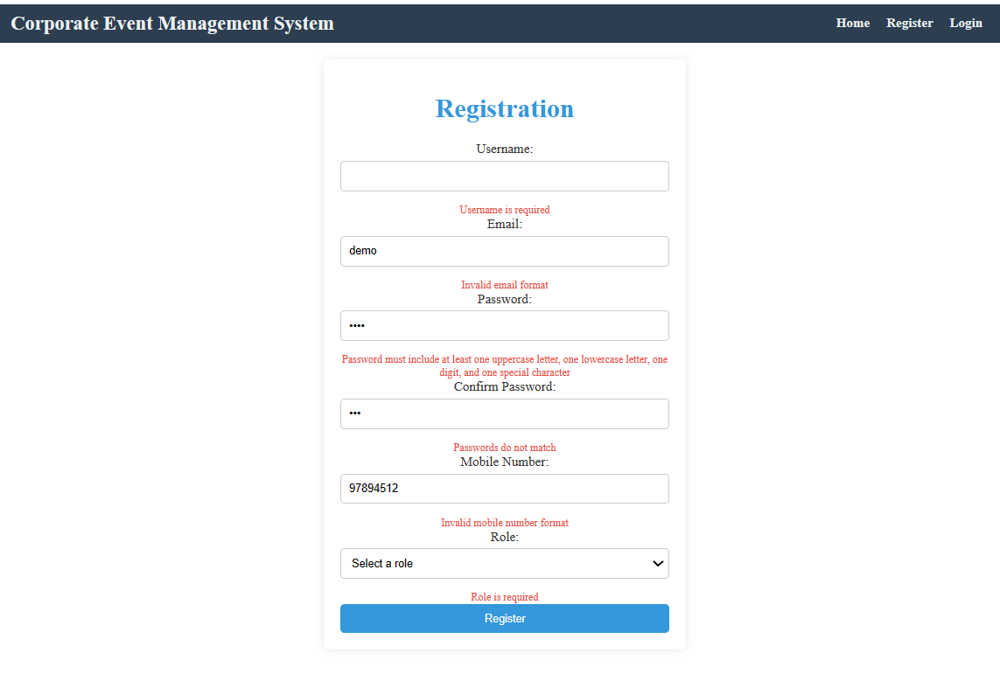 Corporate Event Management System
Home Register Login
Registration
Username:
Username is required
Email:
demo
Invalid email format
Password:
••••
Password must include at least one uppercase letter, one lowercase letter, one
digit, and one special character
Confirm Password:
•••
Passwords do not match
Mobile Number:
97894512
Invalid mobile number format
Role:
Select a role
Role is required
Register